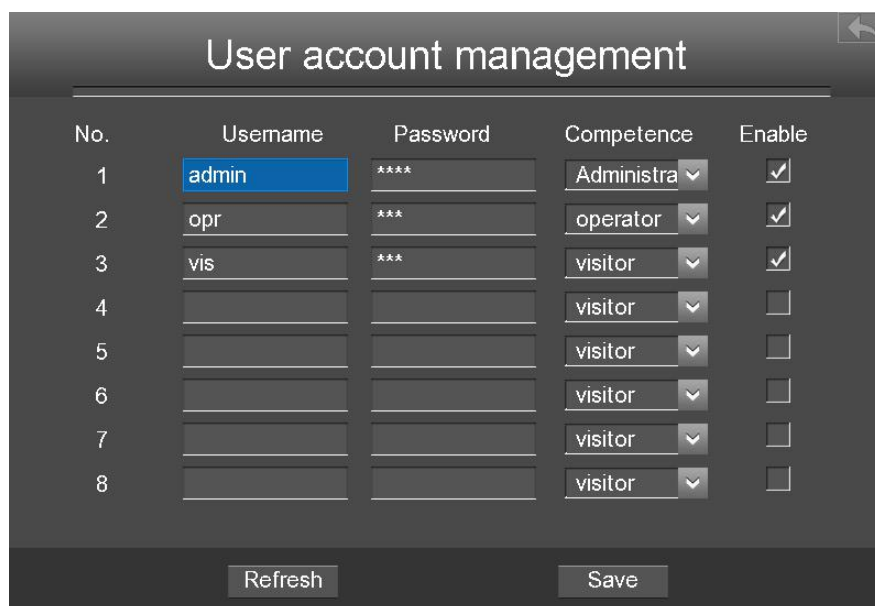 User account management
No. Username Password Competence Enable
1 admin **** Administra
2 opr *** operator
3 vis *** visitor
4 visitor
5 visitor
6 visitor
7 visitor
8 visitor
Refresh Save